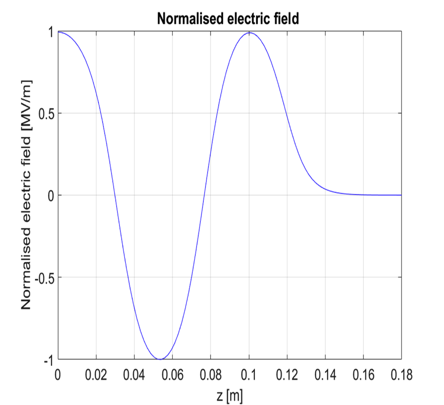 Normalised electric field
Normalised electric field [MV/m]
1
0.5
0
-0.5
-1
0 0.02 0.04 0.06 0.08 0.1 0.12 0.14 0.16 0.18
z [m]